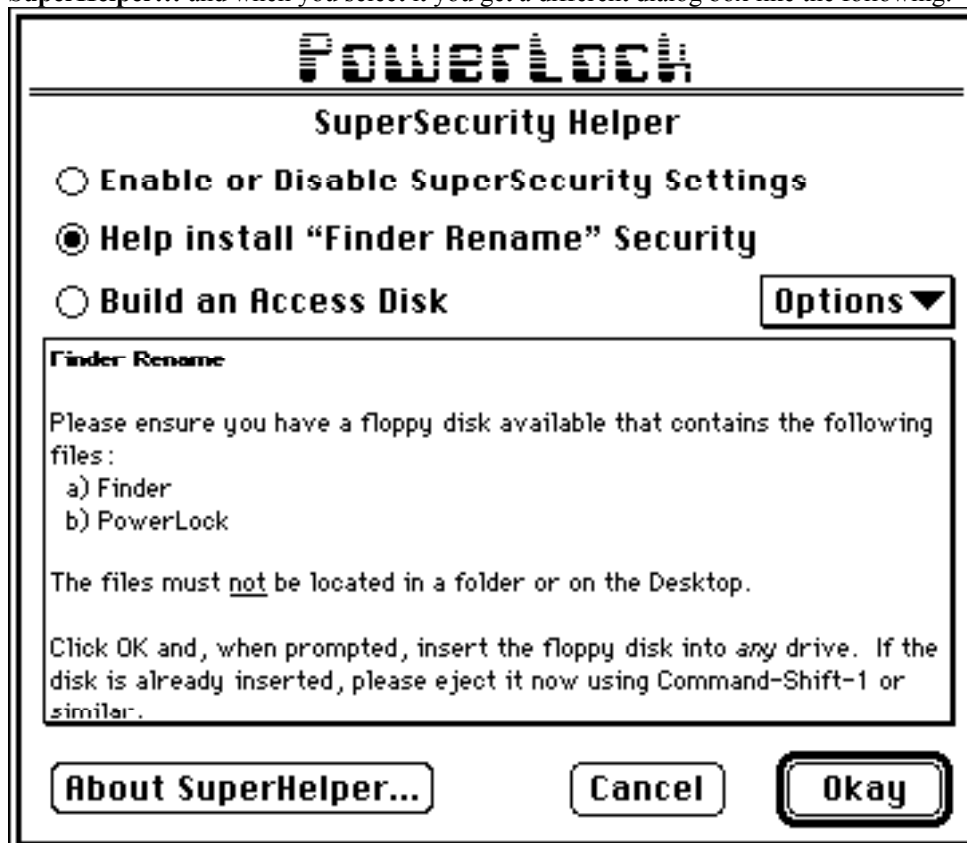 SuperHelper... and when you select it you get a different dialog box like the following:
PowerLock
SuperSecurity Helper
Enable or Disable SuperSecurity Settings
Help install “Finder Rename” Security
Build an Access Disk
Options
Finder Rename
Please ensure you have a floppy disk available that contains the following
files:
a) Finder
b) PowerLock
The files must not be located in a folder or on the Desktop.
Click OK and, when prompted, insert the floppy disk into any drive. If the
disk is already inserted, please eject it now using Command-Shift-1 or
similar.
About SuperHelper...
Cancel
Okay